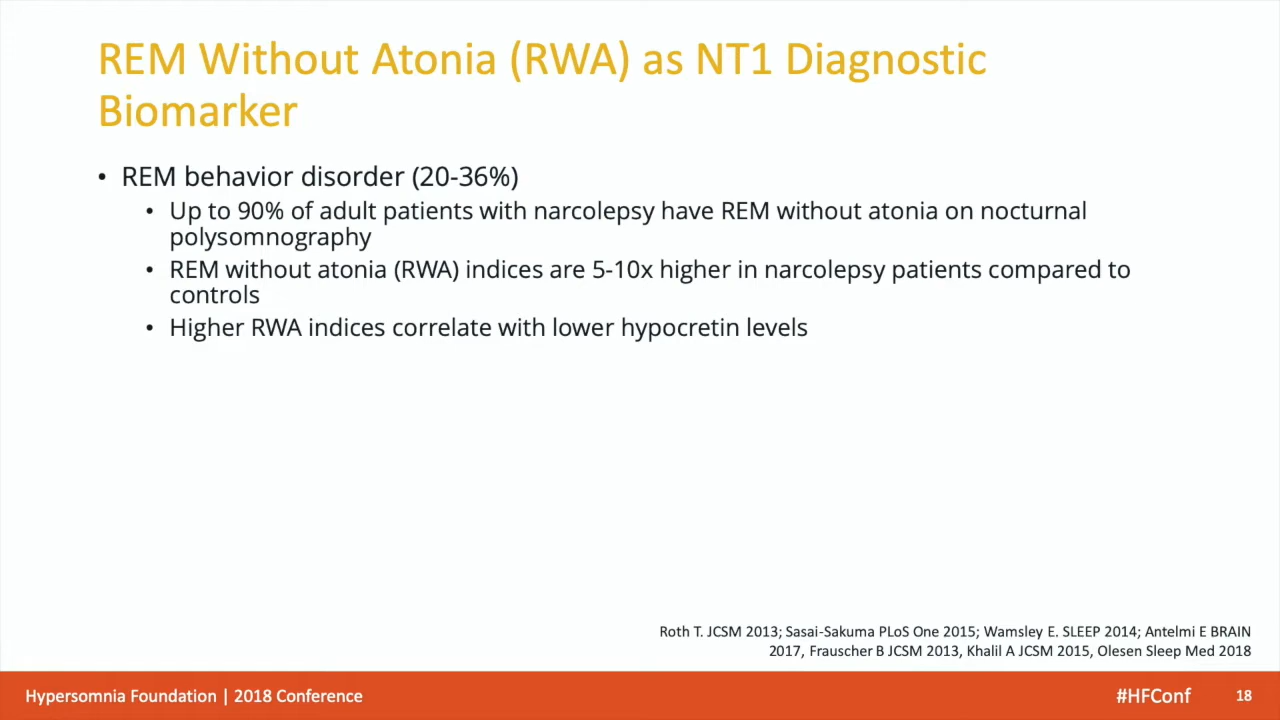 REM Without Atonia (RWA) as NT1 Diagnostic
Biomarker
• REM behavior disorder (20-36%)
• Up to 90% of adult patients with narcolepsy have REM without atonia on nocturnal
polysomnography
• REM without atonia (RWA) indices are 5-10x higher in narcolepsy patients compared to
controls
• Higher RWA indices correlate with lower hypocretin levels
Roth T. JCSM 2013; Sasai-Sakuma PLoS One 2015; Wamsley E. SLEEP 2014; Antelmi E BRAIN
2017, Frauscher B JCSM 2013, Khalil A JCSM 2015, Olesen Sleep Med 2018
Hypersomnia Foundation | 2018 Conference
#HFConf 18